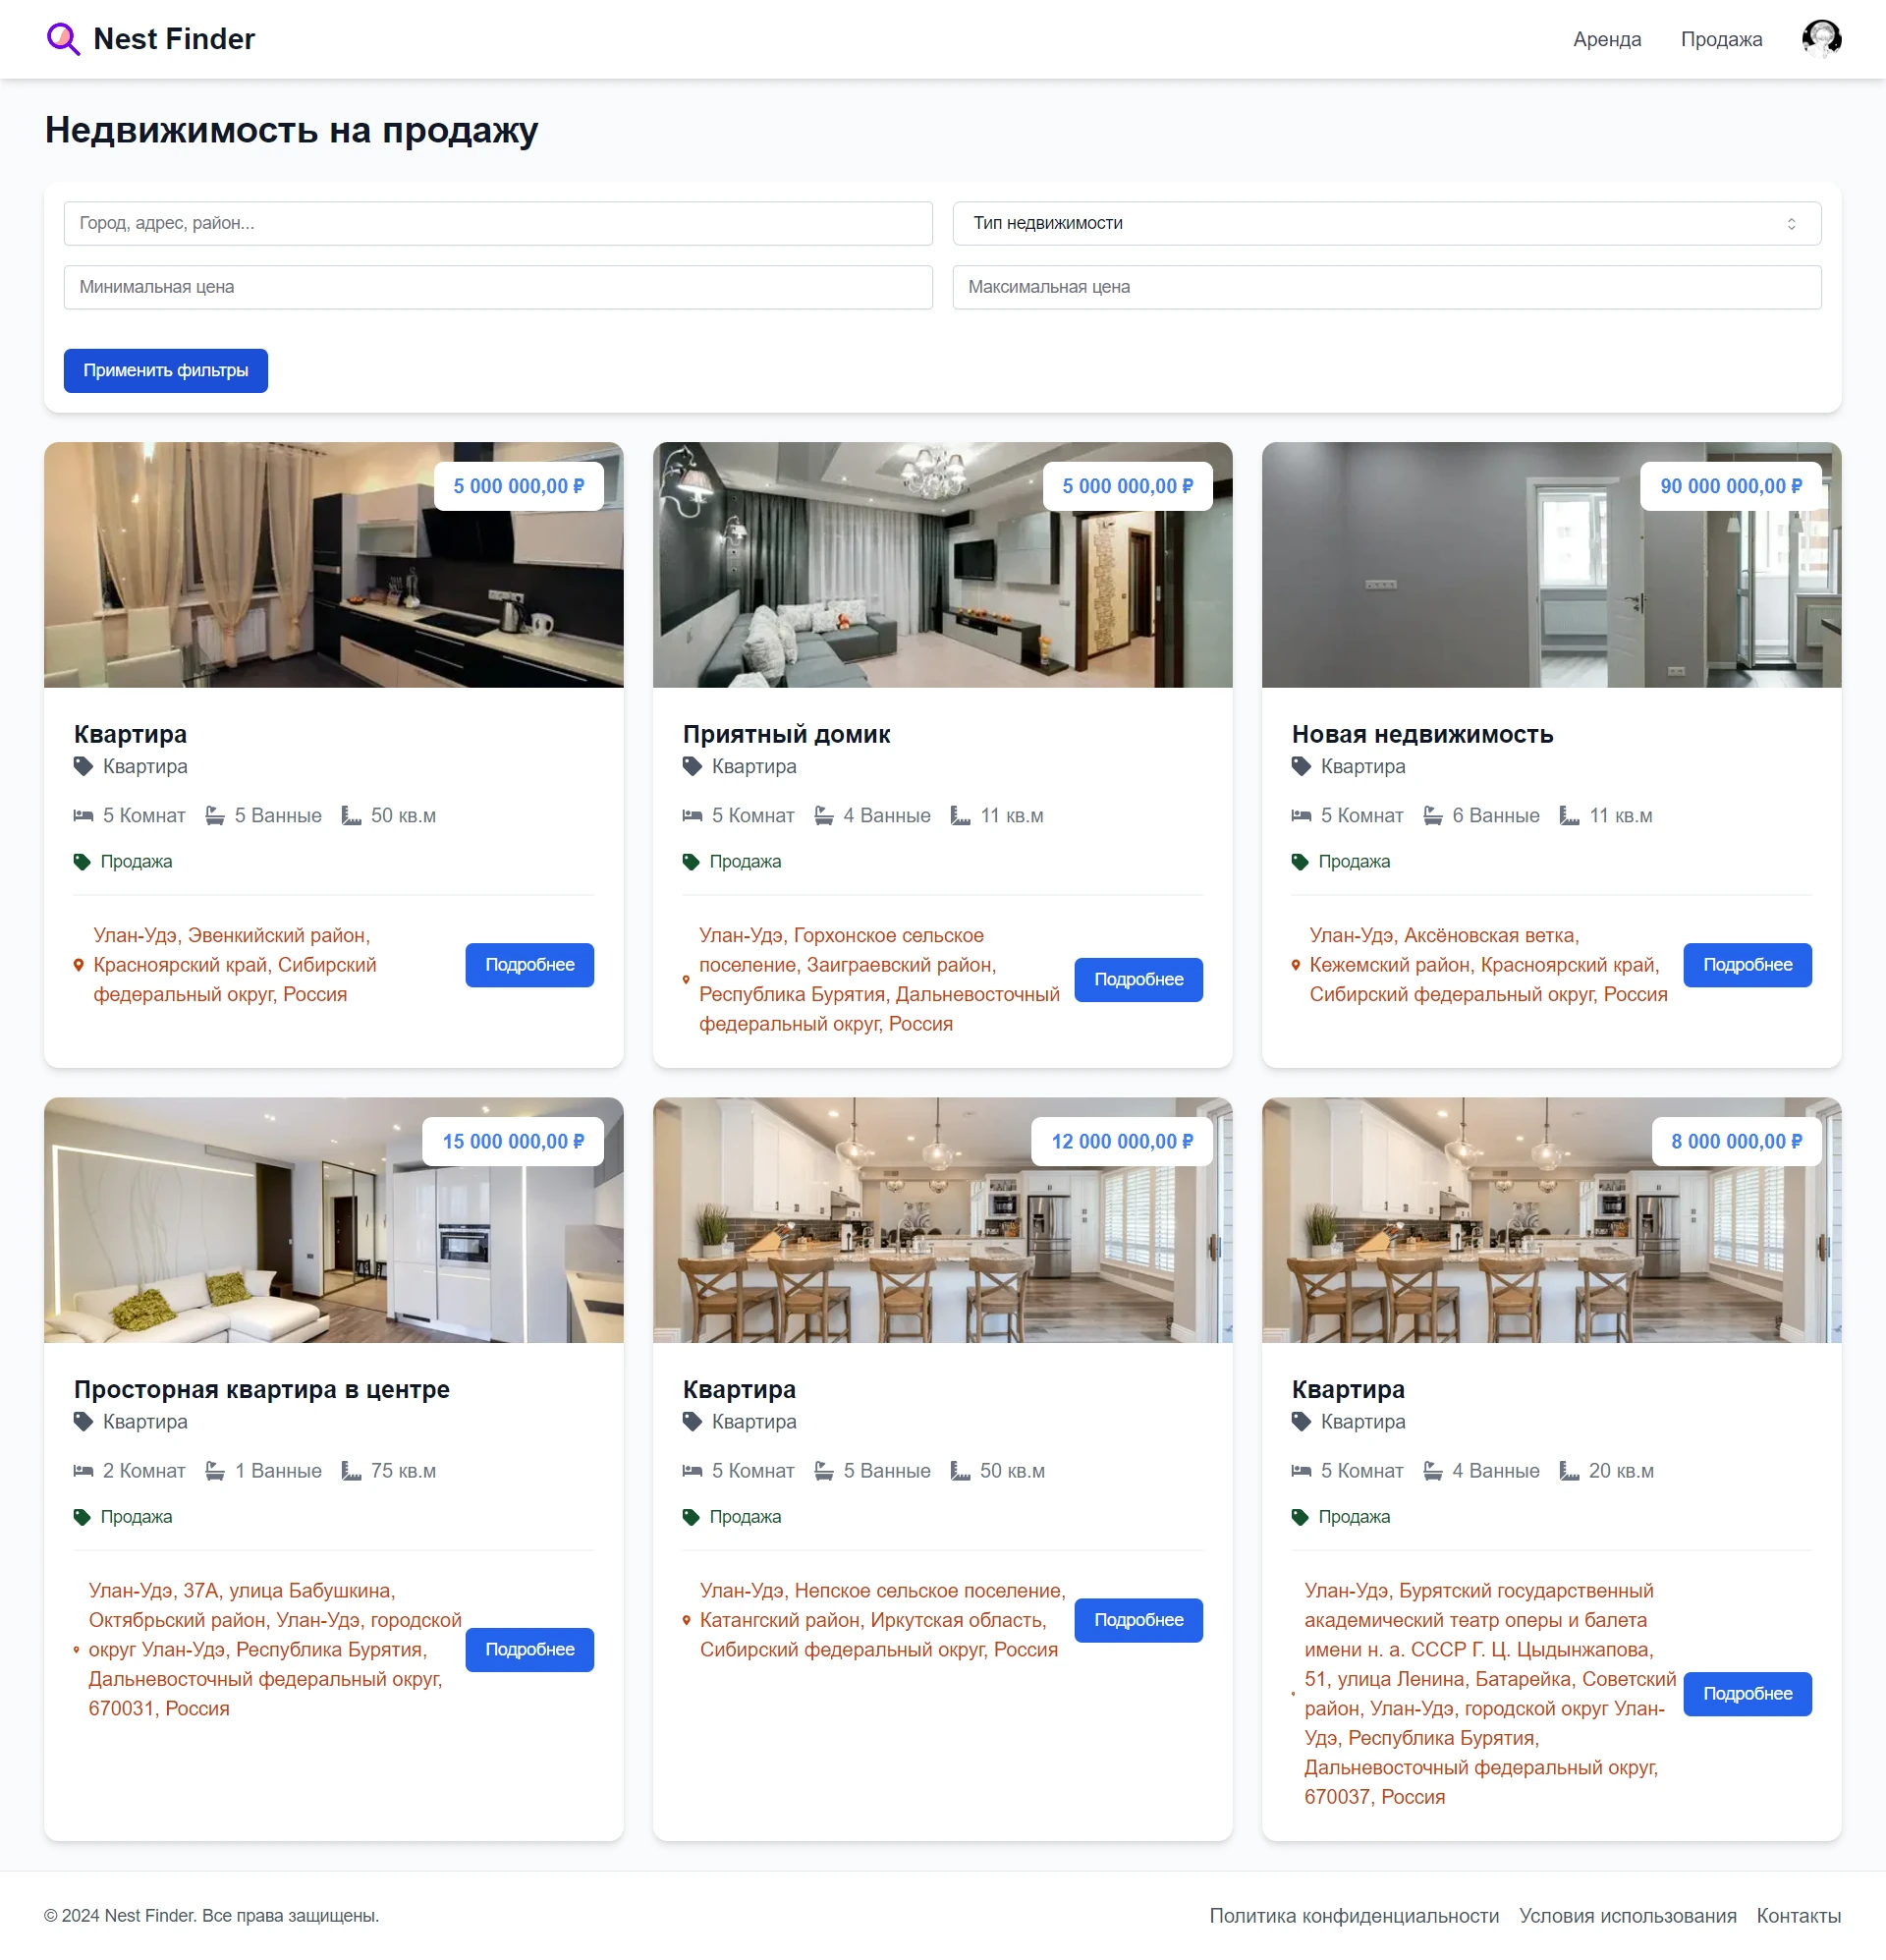 Nest Finder
Аренда
Продажа
Недвижимость на продажу
Город, адрес, район...
Тип недвижимости
Минимальная цена
Максимальная цена
Применить фильтры
5 000 000,00 ₽
5 000 000,00 ₽
90 000 000,00 ₽
Квартира
Квартира
5 Комнат 5 Ванные 50 кв.м
Продажа
Улан-Удэ, Эвенкийский район,
Красноярский край, Сибирский
федеральный округ, Россия
Подробнее
Приятный домик
Квартира
5 Комнат 4 Ванные 11 кв.м
Продажа
Улан-Удэ, Горхонское сельское
поселение, Заиграевский район,
Республика Бурятия, Дальневосточный
федеральный округ, Россия
Подробнее
Новая недвижимость
Квартира
5 Комнат 6 Ванные 11 кв.м
Продажа
Улан-Удэ, Аксёновская ветка,
Кежемский район, Красноярский край,
Сибирский федеральный округ, Россия
Подробнее
15 000 000,00 ₽
12 000 000,00 ₽
8 000 000,00 ₽
Просторная квартира в центре
Квартира
2 Комнат 1 Ванные 75 кв.м
Продажа
Улан-Удэ, 37А, улица Бабушкина,
Октябрьский район, Улан-Удэ, городской
округ Улан-Удэ, Республика Бурятия,
Дальневосточный федеральный округ,
670031, Россия
Подробнее
Квартира
Квартира
5 Комнат 5 Ванные 50 кв.м
Продажа
Улан-Удэ, Непское сельское поселение,
Катангский район, Иркутская область,
Сибирский федеральный округ, Россия
Подробнее
Квартира
Квартира
5 Комнат 4 Ванные 20 кв.м
Продажа
Улан-Удэ, Бурятский государственный
академический театр оперы и балета
имени н. а. СССР Г. Ц. Цыдынжапова,
51, улица Ленина, Батарейка, Советский
район, Улан-Удэ, городской округ Улан-
Удэ, Республика Бурятия,
Дальневосточный федеральный округ,
670037, Россия
Подробнее
© 2024 Nest Finder. Все права защищены.
Политика конфиденциальности
Условия использования
Контакты